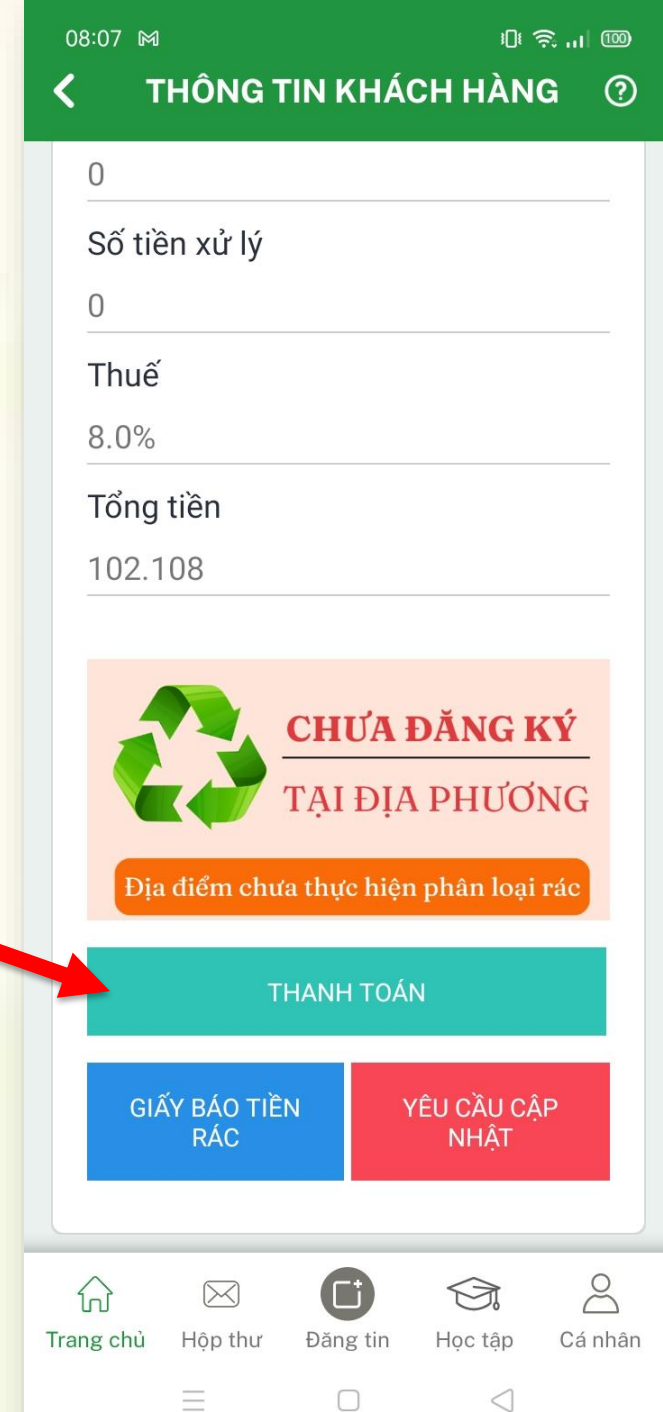 08:07
100
THÔNG TIN KHÁCH HÀNG ?
0
Số tiền xử lý
0
Thuế
8.0%
Tổng tiền
102.108
CHƯA ĐĂNG KÝ
TẠI ĐỊA PHƯƠNG
Địa điểm chưa thực hiện phân loại rác
THANH TOÁN
GIẤY BÁO TIỀN
RÁC
YÊU CẦU CẬP
NHẬT
Trang chủ
Hộp thư
Đăng tin
Học tập
Cá nhân